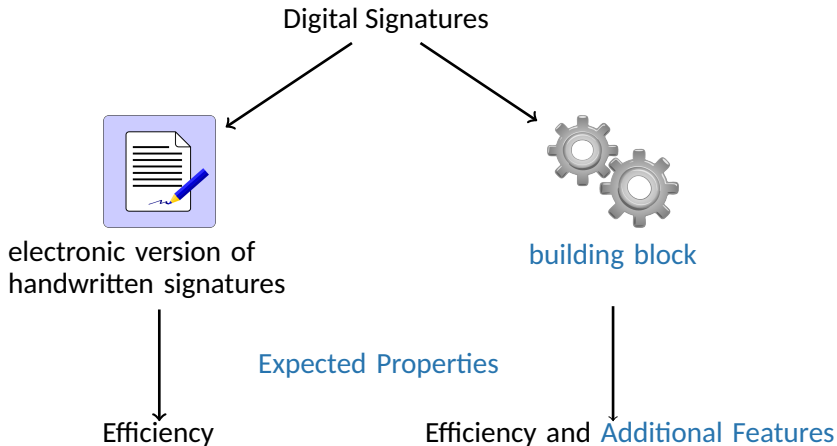 Digital Signatures
electronic version of
handwritten signatures
building block
Expected Properties
Efficiency
Efficiency and Additional Features